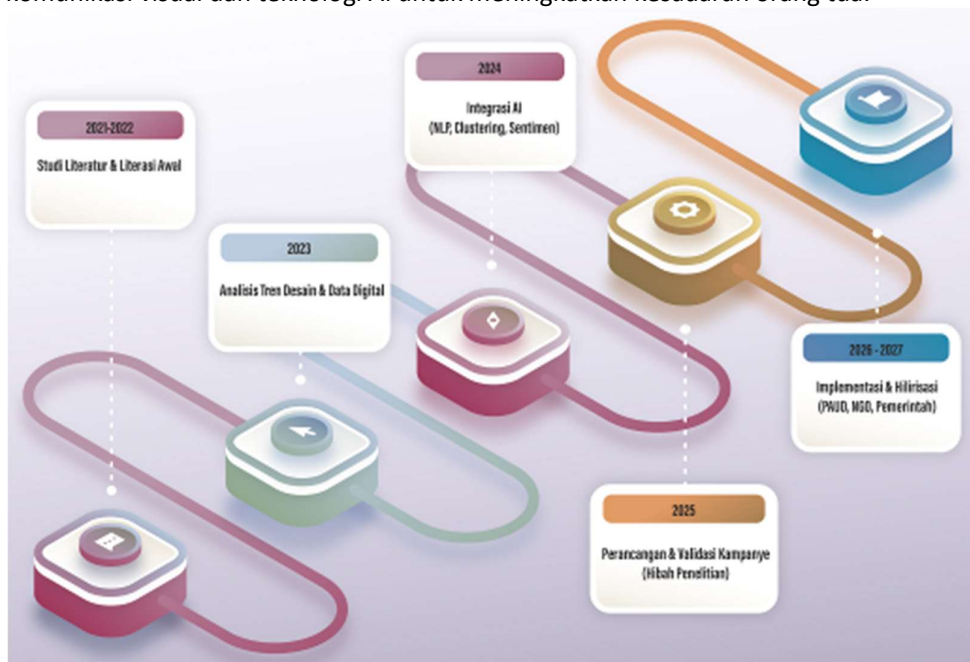 2021-2022
Studi Literatur & Literasi Awal
2023
Analisis Tren Desain & Data Digital
2024
Integrasi AI
(NLP, Clustering, Sentimen)
2025
Perancangan & Validasi Kampanye
(Hibah Penelitian)
2026 - 2027
Implementasi & Hilirisasi
(PAUD, NGO, Pemerintah)